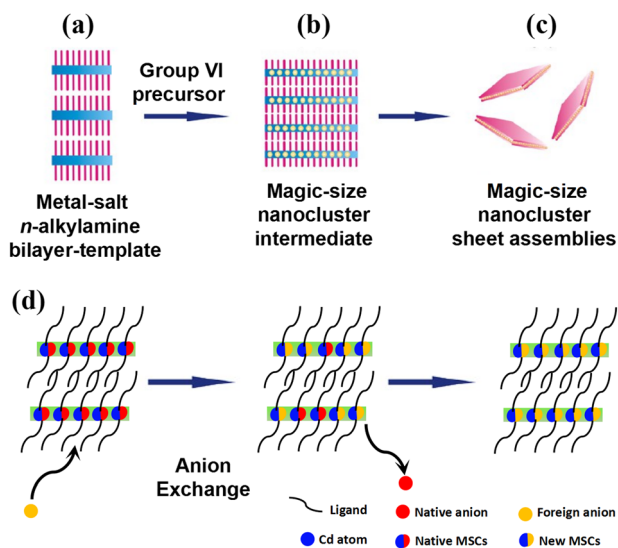 (a)
(b)
(c)
Group VI
precursor
Metal-salt
n-alkylamine
bilayer-template
Magic-size
nanocluster
intermediate
Magic-size
nanocluster
sheet assemblies
(d)
Anion
Exchange
Ligand
Native anion
Foreign anion
Cd atom
Native MSCs
New MSCs